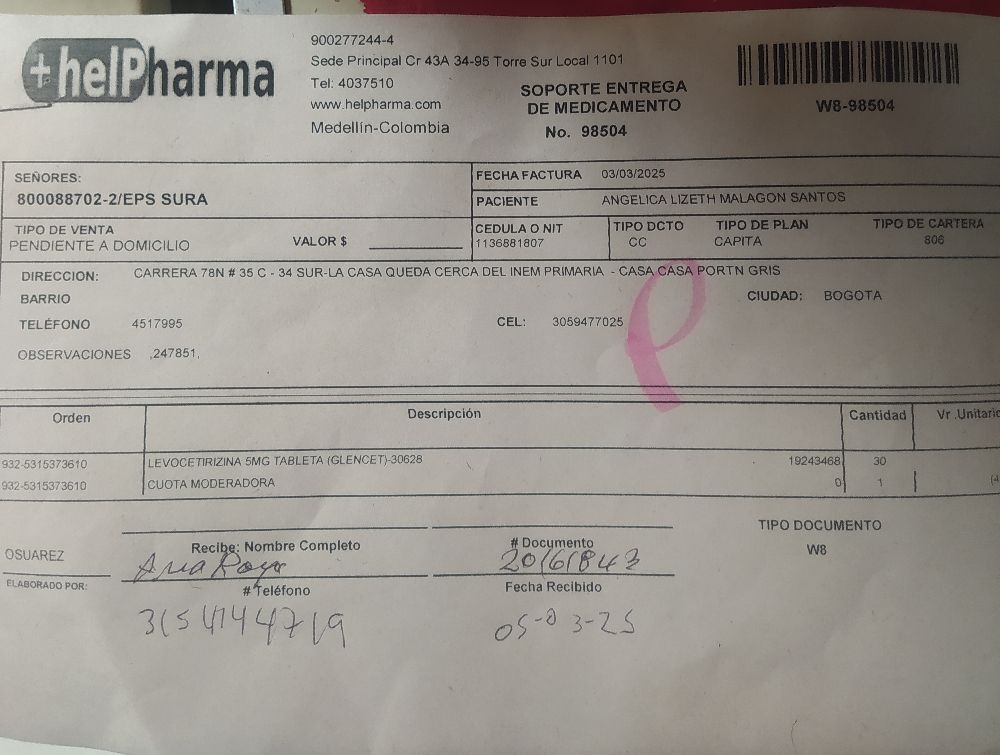 +helPharma
900277244-4
Sede Principal Cr 43A 34-95 Torre Sur Local 1101
Tel: 4037510
www.helpharma.com
Medellín-Colombia
SOPORTE ENTREGA
DE MEDICAMENTO
No. 98504
W8-98504
SEÑORES:
800088702-2/EPS SURA
FECHA FACTURA 03/03/2025
PACIENTE ANGELICA LIZETH MALAGON SANTOS
TIPO DE VENTA
PENDIENTE A DOMICILIO
VALOR $
CEDULA O NIT
1136881807
TIPO DCTO
CC
TIPO DE PLAN
CAPITA
TIPO DE CARTERA
806
DIRECCION: CARRERA 78N # 35 C - 34 SUR-LA CASA QUEDA CERCA DEL INEM PRIMARIA - CASA CASA PORTN GRIS
BARRIO
CIUDAD: BOGOTA
TELÉFONO 4517995
CEL: 3059477025
OBSERVACIONES ,247851,
P
Orden Descripción Cantidad Vr .Unitario
932-5315373610 LEVOCETIRIZINA 5MG TABLETA (GLENCET)-30628 19243468 30
932-5315373610 CUOTA MODERADORA 0 1 (4
OSUAREZ
ELABORADO POR:
Recibe: Nombre Completo
Ana Roya
# Teléfono
3154144719
# Documento
20161843
Fecha Recibido
05-03-25
TIPO DOCUMENTO
W8